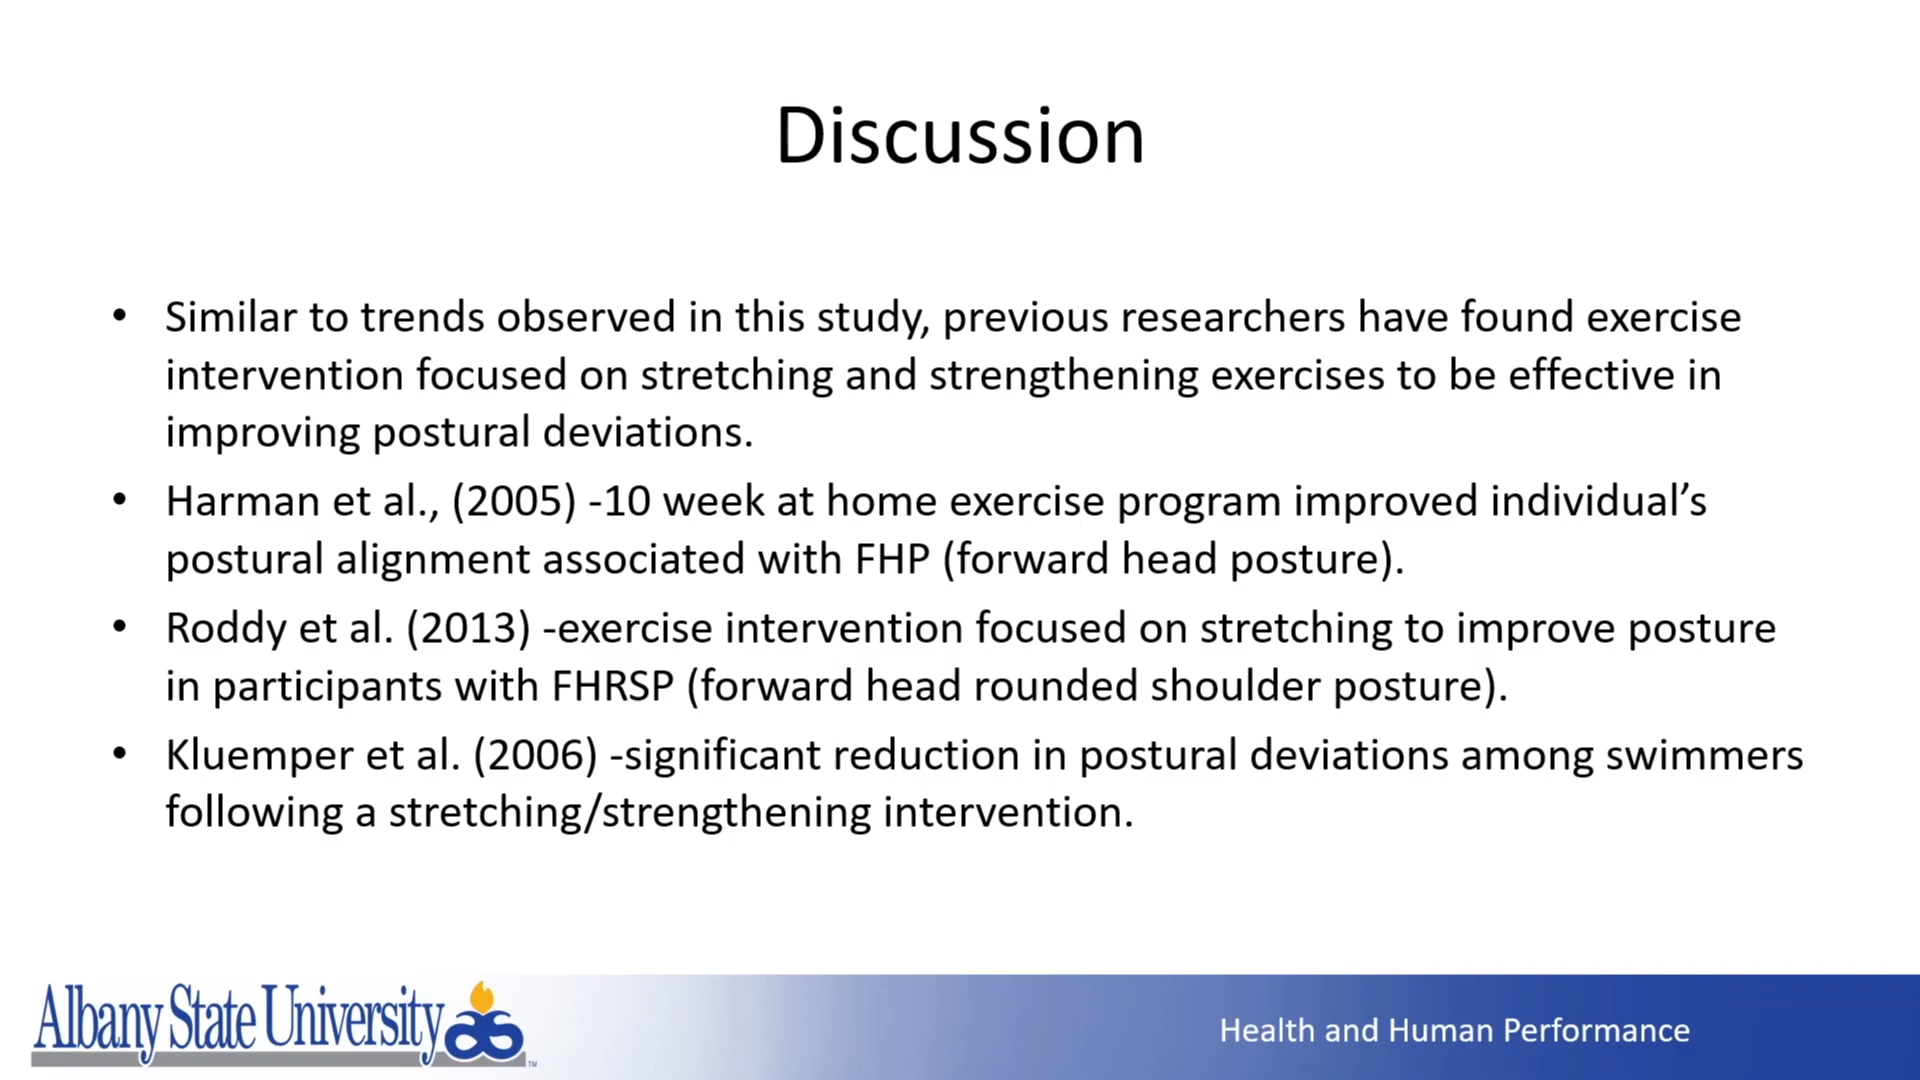 Discussion
• Similar to trends observed in this study, previous researchers have found exercise
intervention focused on stretching and strengthening exercises to be effective in
improving postural deviations.
• Harman et al., (2005) -10 week at home exercise program improved individual’s
postural alignment associated with FHP (forward head posture).
• Roddy et al. (2013) -exercise intervention focused on stretching to improve posture
in participants with FHRSP (forward head rounded shoulder posture).
• Kluemper et al. (2006) -significant reduction in postural deviations among swimmers
following a stretching/strengthening intervention.
Albany State University
TM
Health and Human Performance